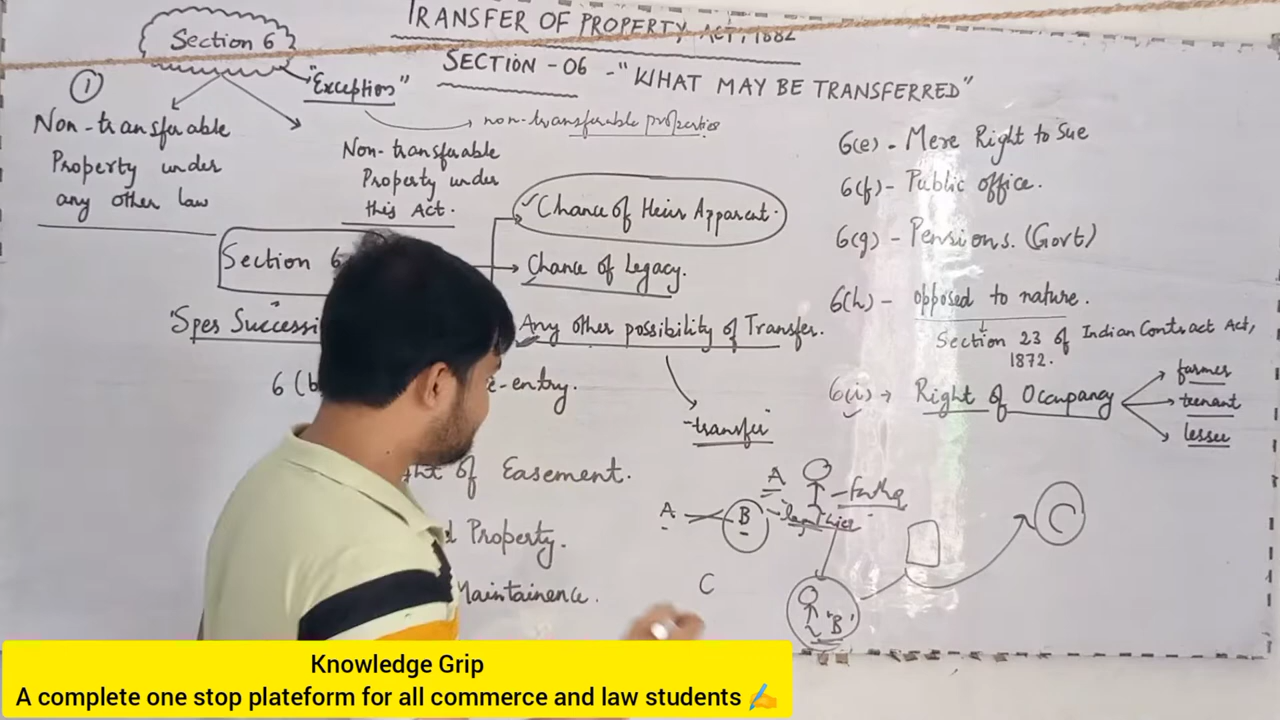 TRANSFER OF PROPERTY ACT, 1882
SECTION - 06 - "WHAT MAY BE TRANSFERRED"
Section 6
"Exception"
non-transferable properties
①
Non-transferable
Property under
any other law
Non-transferable
Property under
this Act.
Section 6
✓Chance of Heir Apparent.
Chance of Legacy.
Any other possibility of Transfer.
transfer
"Spes Successi
6(b
e-entry.
ht of Easement.
d Property.
Maintainence.
6(e) - Mere Right to Sue
6(f) - Public office.
6(g) - Pensions. (Govt)
6(h) - opposed to nature.
Section 23 of Indian Contract Act,
1872.
6(i) → Right of Occupancy
farmer
tenant
lessee
A
B
A
C
"B"
C
Knowledge Grip
A complete one stop plateform for all commerce and law students ✍️